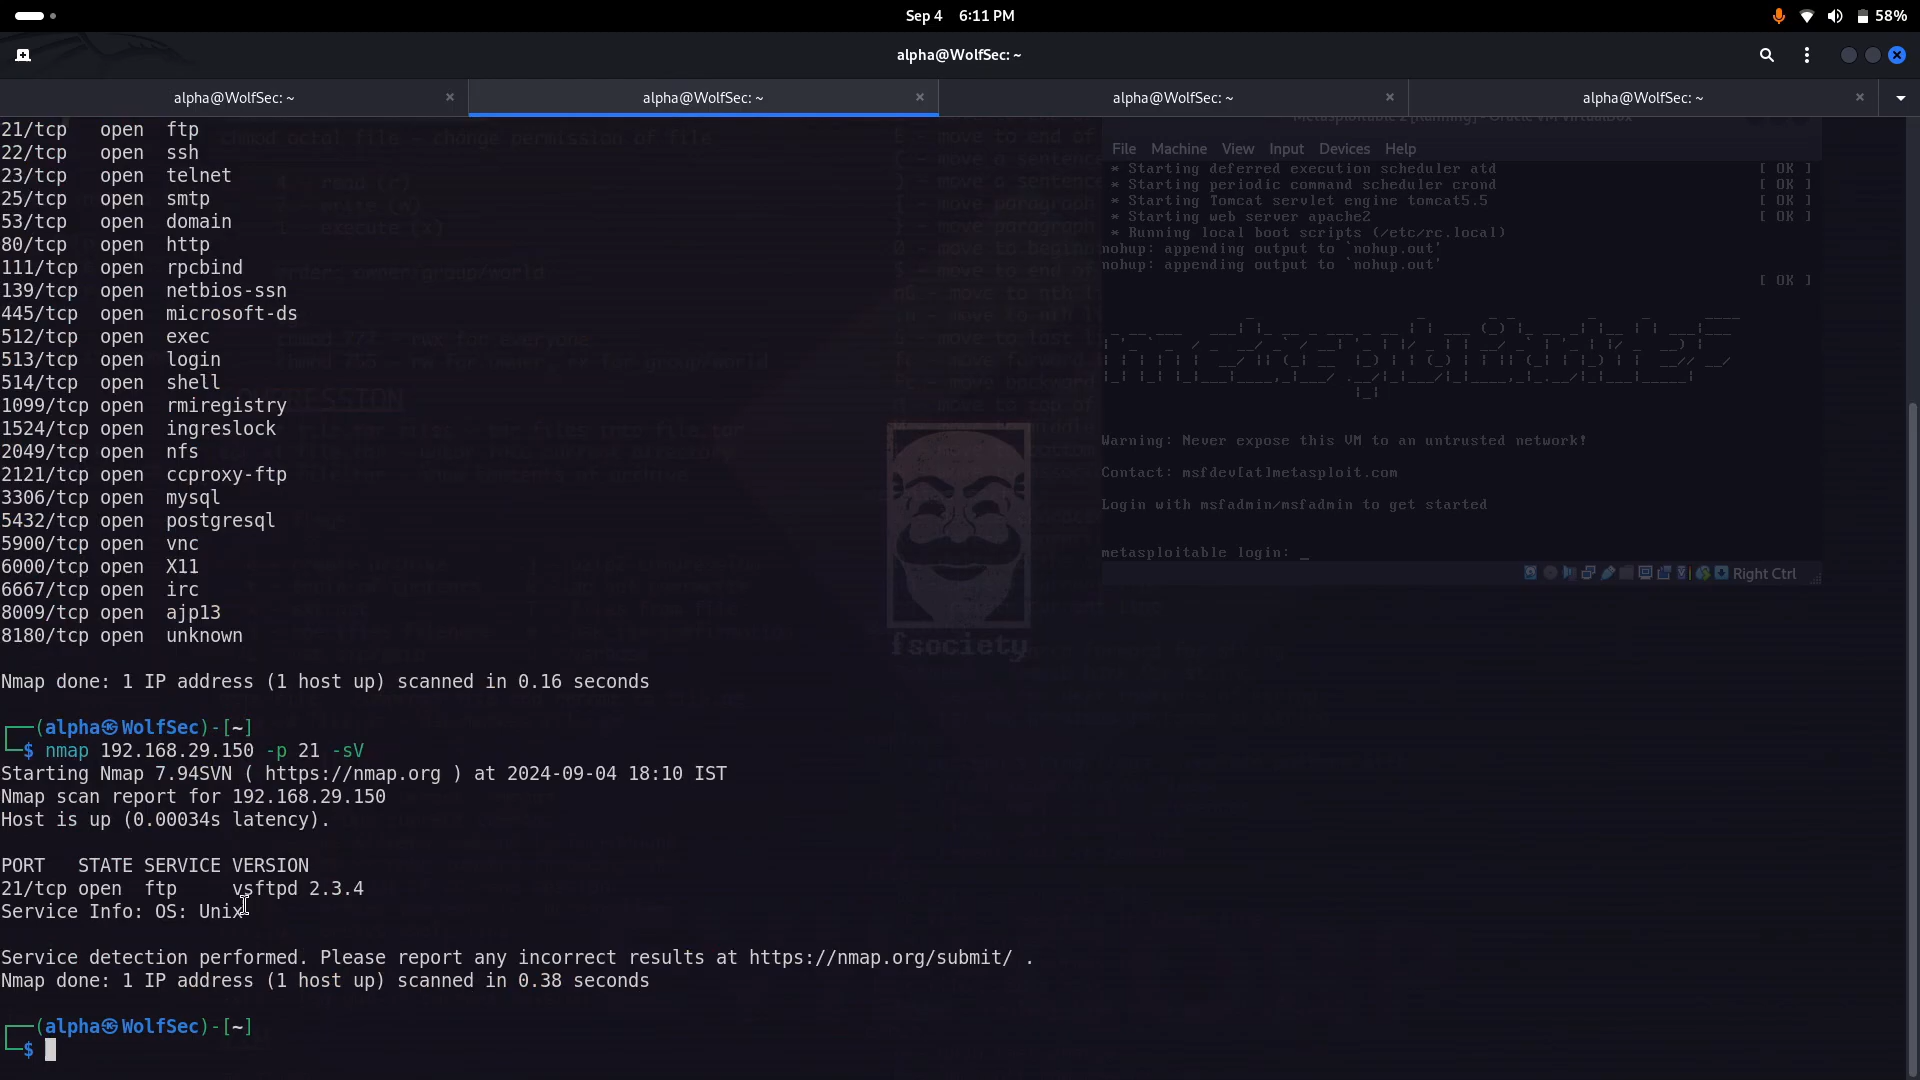 Sep 4 6:11 PM
58%
alpha@WolfSec: ~
alpha@WolfSec: ~
alpha@WolfSec: ~
alpha@WolfSec: ~
alpha@WolfSec: ~
21/tcp open ftp
22/tcp open ssh
23/tcp open telnet
25/tcp open smtp
53/tcp open domain
80/tcp open http
111/tcp open rpcbind
139/tcp open netbios-ssn
445/tcp open microsoft-ds
512/tcp open exec
513/tcp open login
514/tcp open shell
1099/tcp open rmiregistry
1524/tcp open ingreslock
2049/tcp open nfs
2121/tcp open ccproxy-ftp
3306/tcp open mysql
5432/tcp open postgresql
5900/tcp open vnc
6000/tcp open X11
6667/tcp open irc
8009/tcp open ajp13
8180/tcp open unknown
Nmap done: 1 IP address (1 host up) scanned in 0.16 seconds
┌──(alpha㉿WolfSec)-[~]
└─$ nmap 192.168.29.150 -p 21 -sV
Starting Nmap 7.94SVN ( https://nmap.org ) at 2024-09-04 18:10 IST
Nmap scan report for 192.168.29.150
Host is up (0.00034s latency).
PORT STATE SERVICE VERSION
21/tcp open ftp vsftpd 2.3.4
Service Info: OS: Unix
Service detection performed. Please report any incorrect results at https://nmap.org/submit/ .
Nmap done: 1 IP address (1 host up) scanned in 0.38 seconds
┌──(alpha㉿WolfSec)-[~]
└─$
File Machine View Input Devices Help
* Starting deferred execution scheduler atd [ OK ]
* Starting periodic command scheduler crond [ OK ]
* Starting Tomcat servlet engine tomcat5.5 [ OK ]
* Starting web server apache2 [ OK ]
* Running local boot scripts (/etc/rc.local)
nohup: appending output to `nohup.out'
nohup: appending output to `nohup.out'
[ OK ]
metasploitable2
Warning: Never expose this VM to an untrusted network!
Contact: msfdev[at]metasploit.com
Login with msfadmin/msfadmin to get started
metasploitable login: _
Right Ctrl
fsociety
chmod octal file - change permission of file